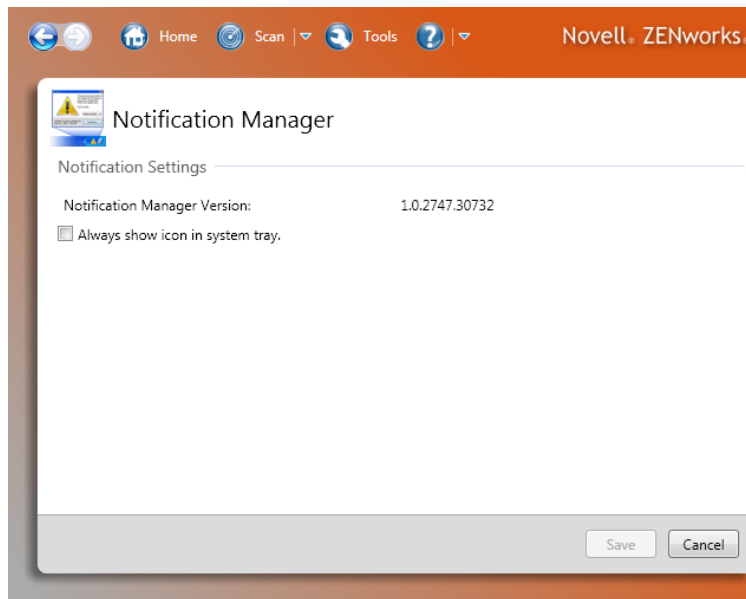 Home Scan Tools Novell® ZENworks®
Notification Manager
Notification Settings
Notification Manager Version: 1.0.2747.30732
Always show icon in system tray.
Save Cancel